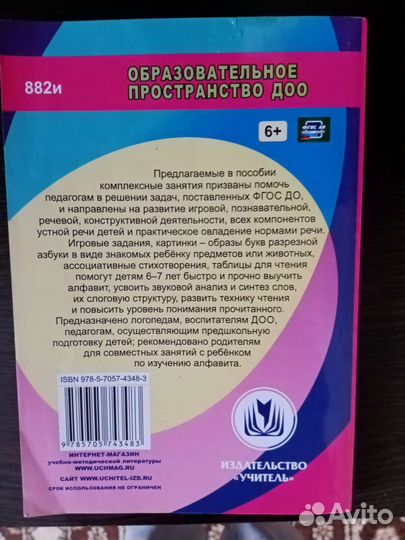 882и
ОБРАЗОВАТЕЛЬНОЕ
ПРОСТРАНСТВО ДОО
6+
ФГОС ДО
Предлагаемые в пособии
комплексные занятия призваны помочь
педагогам в решении задач, поставленных ФГОС ДО,
и направлены на развитие игровой, познавательной,
речевой, конструктивной деятельности, всех компонентов
устной речи детей и практическое овладение нормами речи.
Игровые задания, картинки – образы букв разрезной
азбуки в виде знакомых ребёнку предметов или животных,
ассоциативные стихотворения, таблицы для чтения
помогут детям 6–7 лет быстро и прочно выучить
алфавит, усвоить звуковой анализ и синтез слов,
их слоговую структуру, развить технику чтения
и повысить уровень понимания прочитанного.
Предназначено логопедам, воспитателям ДОО,
педагогам, осуществляющим предшкольную
подготовку детей; рекомендовано родителям
для совместных занятий с ребёнком
по изучению алфавита.
ISBN 978-5-7057-4348-3
9 785705 743483
ИНТЕРНЕТ-МАГАЗИН
учебно-методической литературы
WWW.UCHMAG.RU
САЙТ WWW.UCHITEL-IZD.RU
СРОК ИСПОЛЬЗОВАНИЯ НЕ ОГРАНИЧЕН
ИЗДАТЕЛЬСТВО
«УЧИТЕЛЬ»
Avito